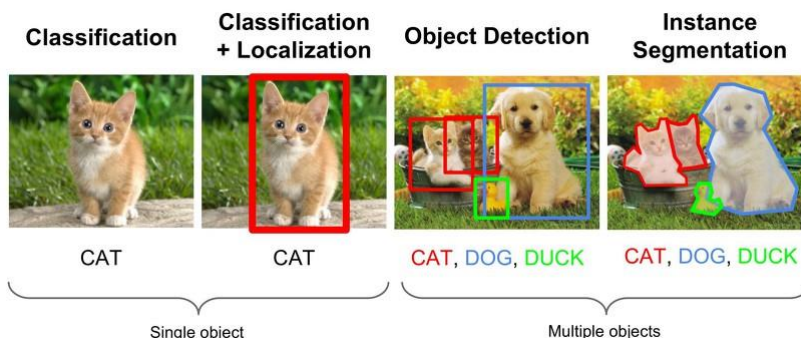 Classification
Classification
+ Localization
Object Detection
Instance
Segmentation
CAT
CAT
CAT, DOG, DUCK
CAT, DOG, DUCK
Single object
Multiple objects